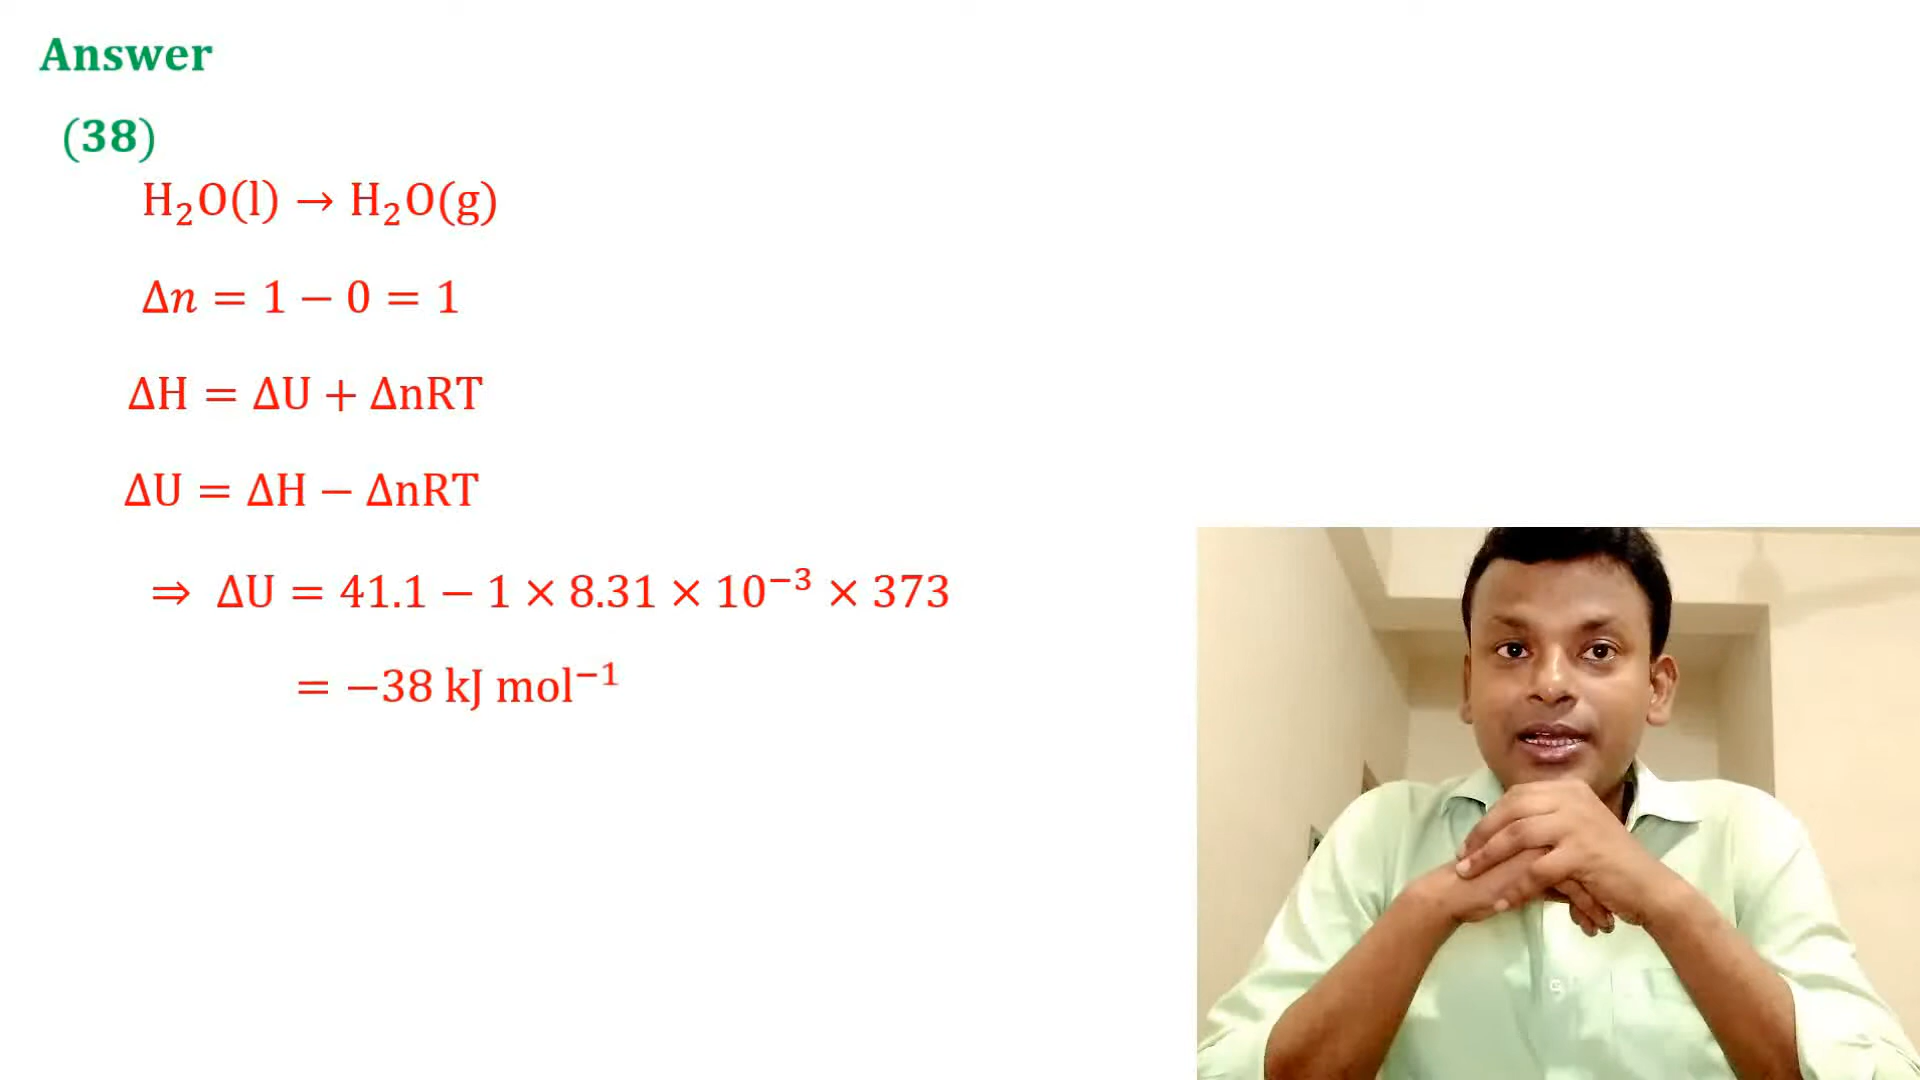 Answer
(38)
H₂O(l) → H₂O(g)
Δn = 1 − 0 = 1
ΔH = ΔU + ΔnRT
ΔU = ΔH − ΔnRT
⇒ ΔU = 41.1 − 1 × 8.31 × 10⁻³ × 373
= −38 kJ mol⁻¹